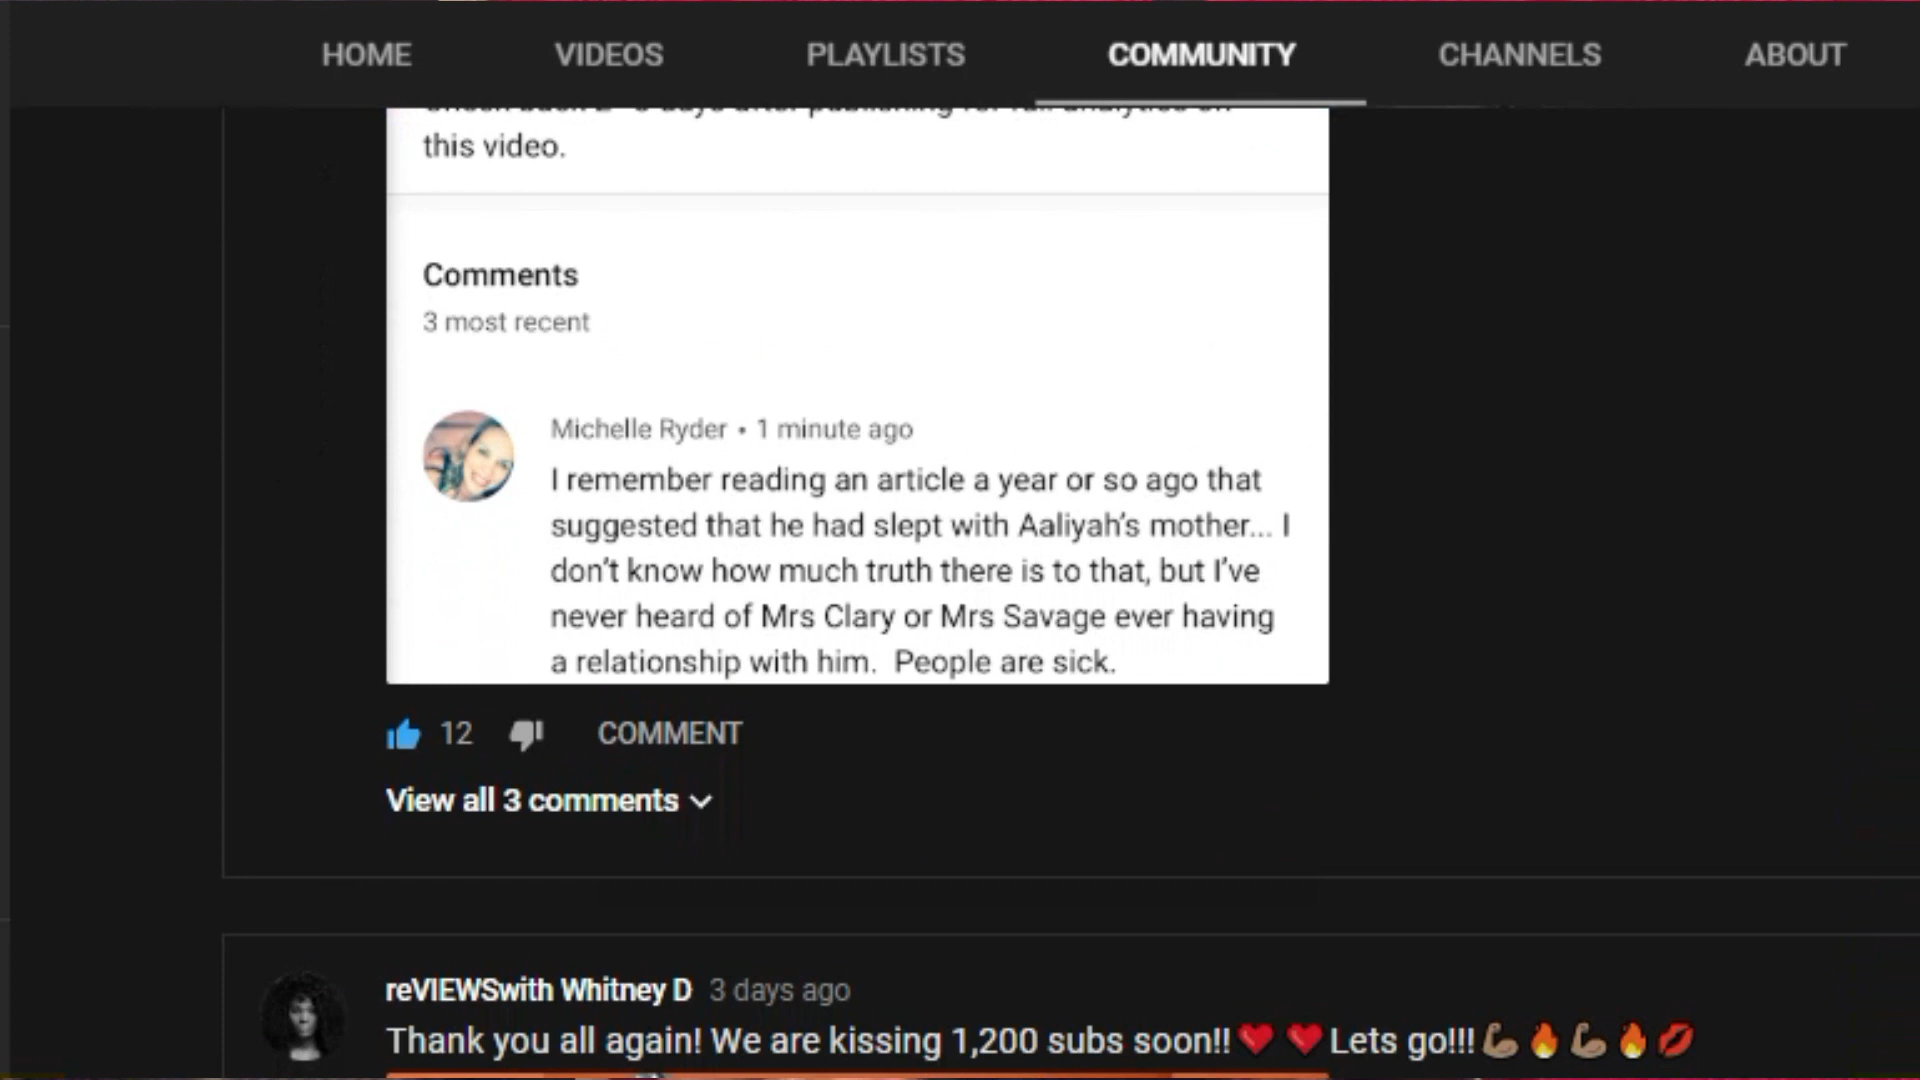 HOME VIDEOS PLAYLISTS COMMUNITY CHANNELS ABOUT
this video.
Comments
3 most recent
Michelle Ryder • 1 minute ago
I remember reading an article a year or so ago that
suggested that he had slept with Aaliyah’s mother... I
don’t know how much truth there is to that, but I’ve
never heard of Mrs Clary or Mrs Savage ever having
a relationship with him.  People are sick.
12 COMMENT
View all 3 comments
reVIEWSwith Whitney D 3 days ago
Thank you all again! We are kissing 1,200 subs soon!!❤️ ❤️ Lets go!!!💪🏾🔥💪🏾🔥💋